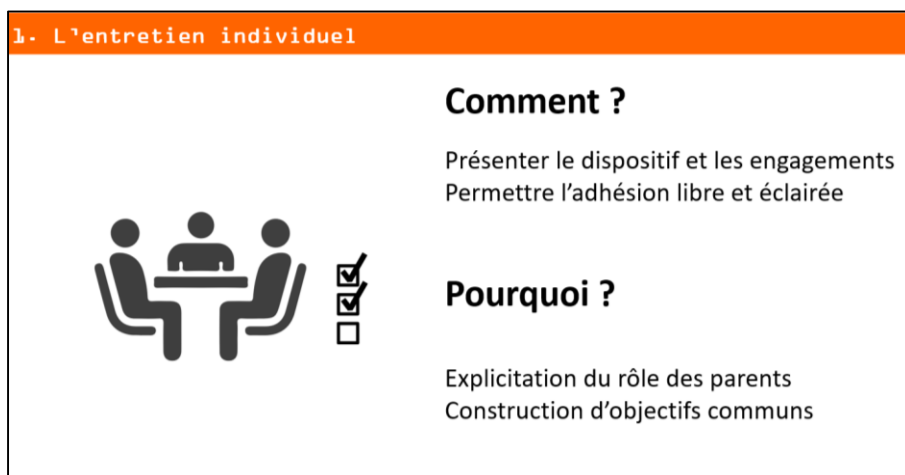 1. L'entretien individuel
Comment ?
Présenter le dispositif et les engagements
Permettre l’adhésion libre et éclairée
Pourquoi ?
Explicitation du rôle des parents
Construction d’objectifs communs